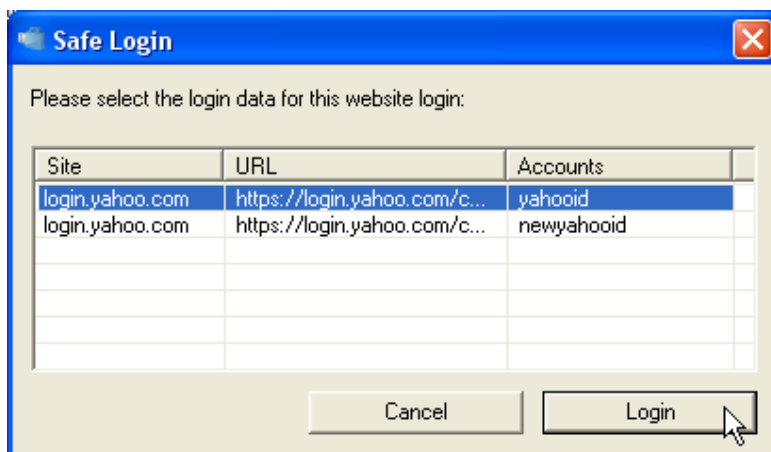 Safe Login
Please select the login data for this website login:
Site URL Accounts
login.yahoo.com https://login.yahoo.com/c... yahooid
login.yahoo.com https://login.yahoo.com/c... newyahooid
Cancel Login